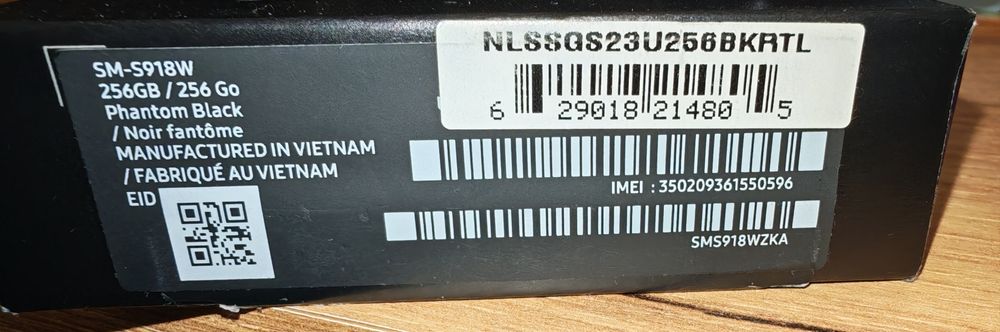 SM-S918W
256GB / 256 Go
Phantom Black
/ Noir fantôme
MANUFACTURED IN VIETNAM
/ FABRIQUÉ AU VIETNAM
EID
NLSSGS23U256BKRTL
6 29018 21480 5
IMEI : 350209361550596
SMS918WZKA